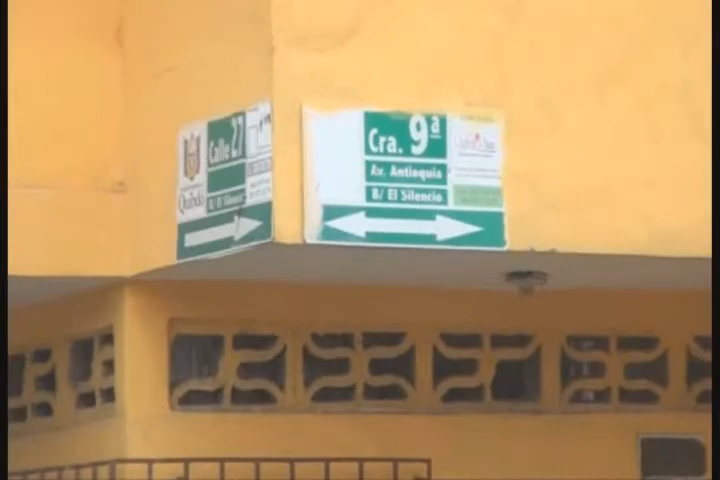 Calle 27
B/ El Silencio
Quibdó
Cra. 9ª
Av. Antioquia
B/ El Silencio